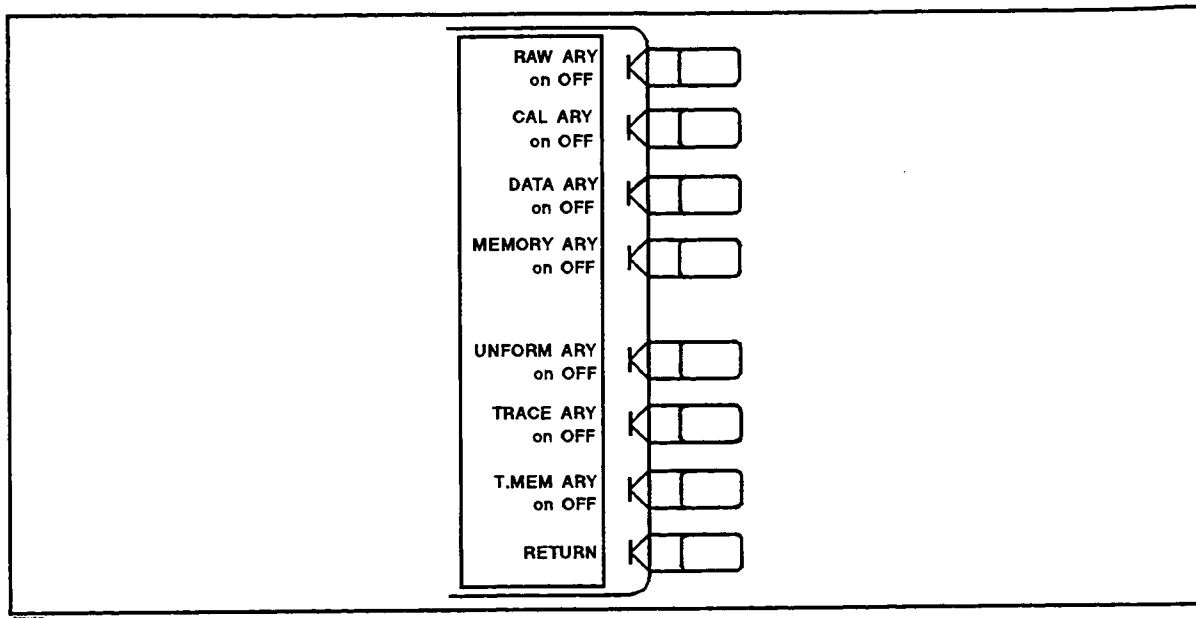 RAW ARY
on OFF
CAL ARY
on OFF
DATA ARY
on OFF
MEMORY ARY
on OFF
UNFORM ARY
on OFF
TRACE ARY
on OFF
T.MEM ARY
on OFF
RETURN